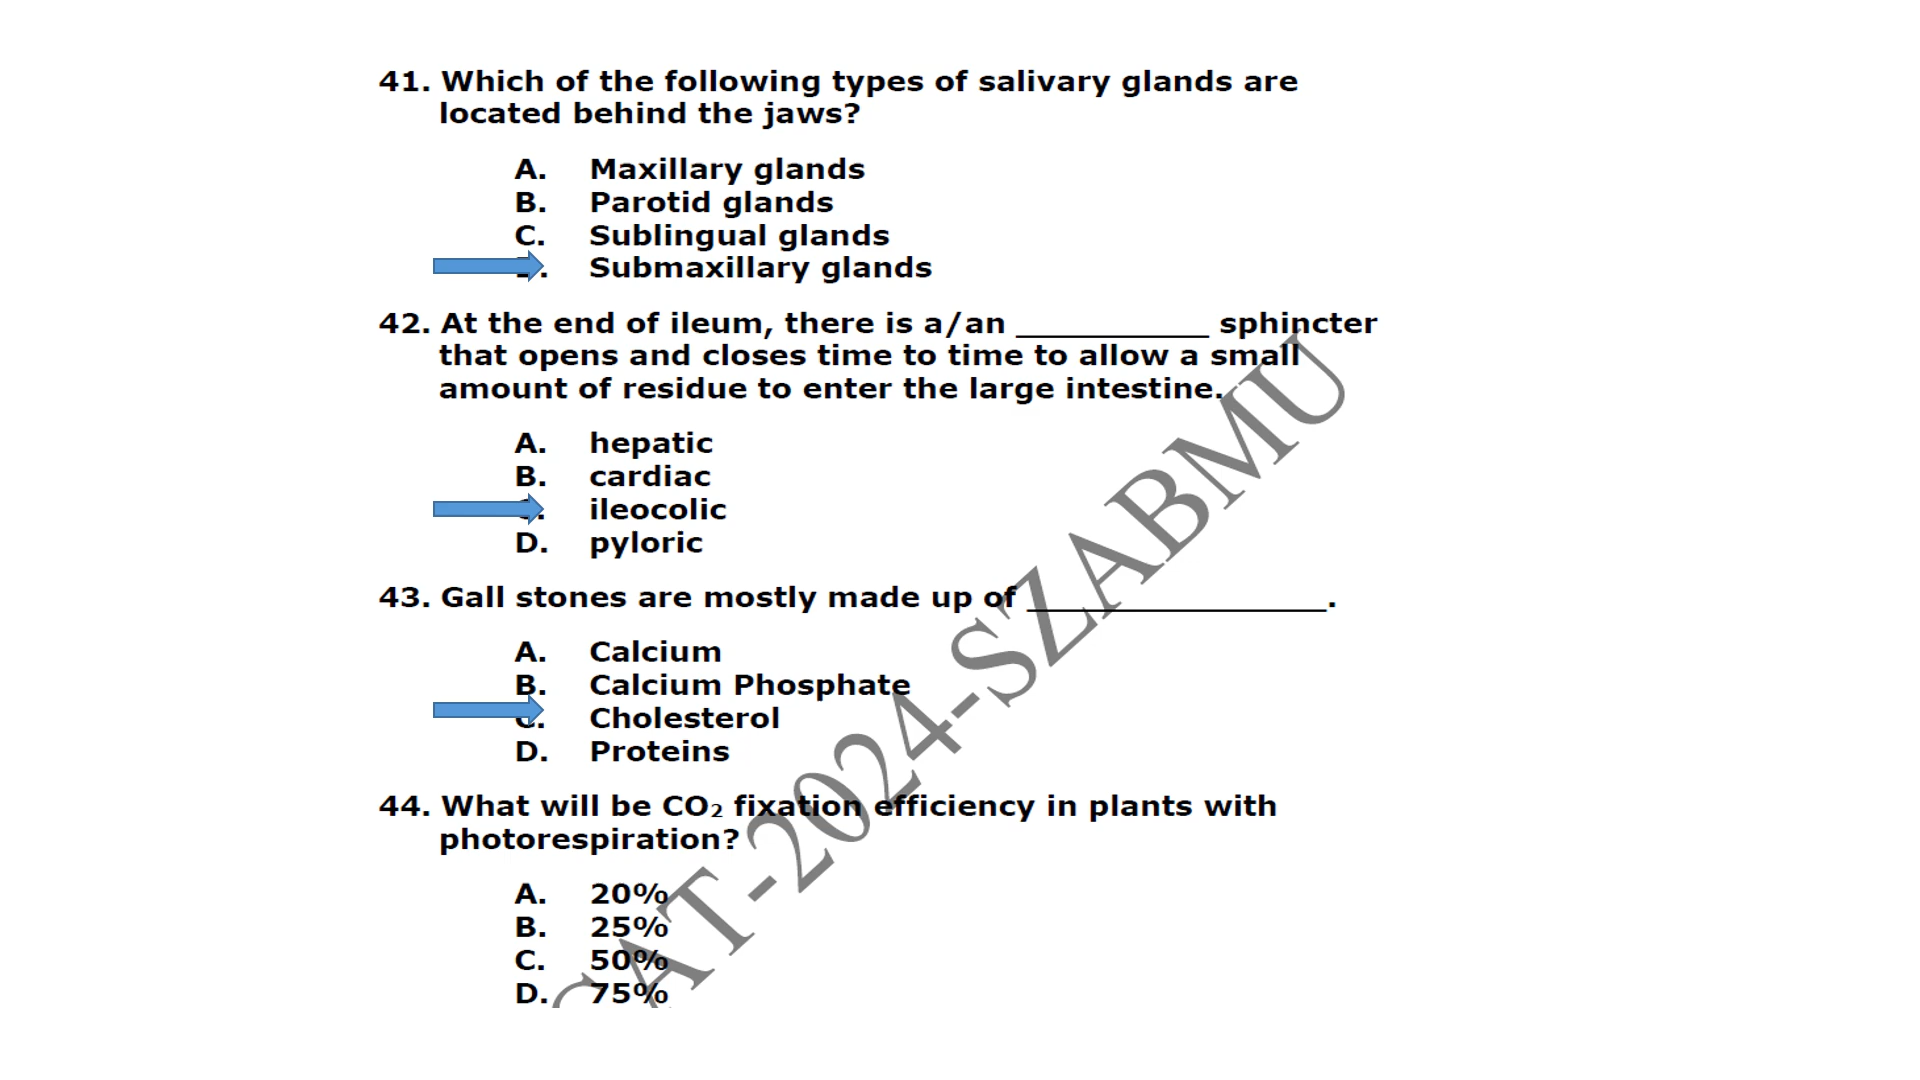 41. Which of the following types of salivary glands are
located behind the jaws?
A. Maxillary glands
B. Parotid glands
C. Sublingual glands
D. Submaxillary glands
42. At the end of ileum, there is a/an ____________ sphincter
that opens and closes time to time to allow a small
amount of residue to enter the large intestine.
A. hepatic
B. cardiac
C. ileocolic
D. pyloric
43. Gall stones are mostly made up of ___________________.
A. Calcium
B. Calcium Phosphate
C. Cholesterol
D. Proteins
44. What will be CO₂ fixation efficiency in plants with
photorespiration?
A. 20%
B. 25%
C. 50%
D. 75%
CAT-2024-SZABMU